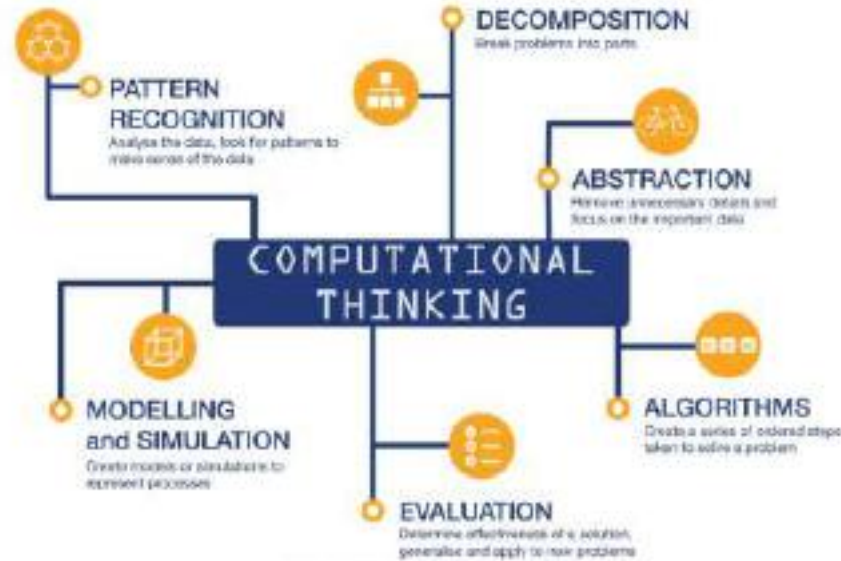 DECOMPOSITION
Break problems into parts
PATTERN
RECOGNITION
Analyse the data, look for patterns to
make sense of the data
ABSTRACTION
Remove unnecessary details and
focus on the important data
COMPUTATIONAL
THINKING
MODELLING
and SIMULATION
Create models or simulations to
represent processes
ALGORITHMS
Create a series of ordered steps
taken to solve a problem
EVALUATION
Determine effectiveness of a solution,
generalise and apply to new problems